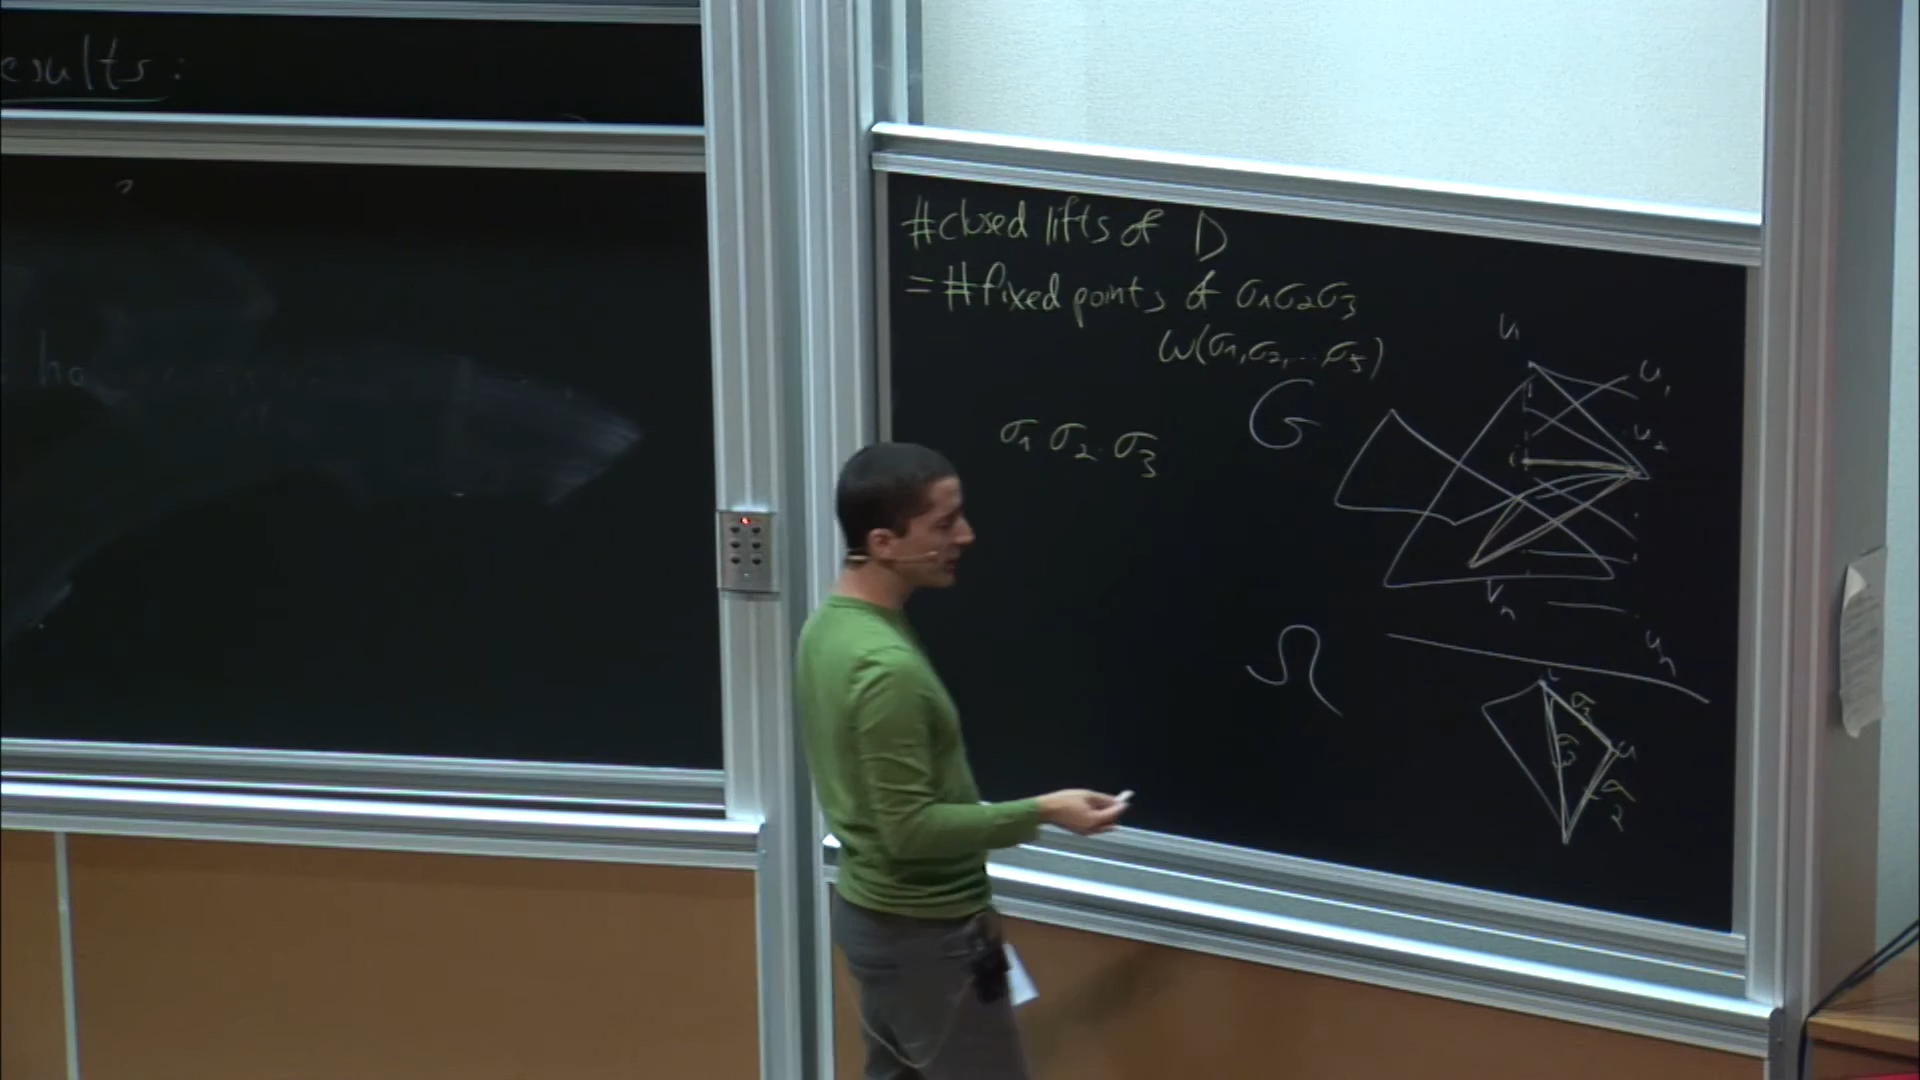 esults:
#closed lifts of D
= #fixed points of σ1σ2σ3
w(σ1,σ2,...σ5)
σ1 σ2 σ3
G
v1
u1
u2
vn
un
Ω
σ3
u
σ2